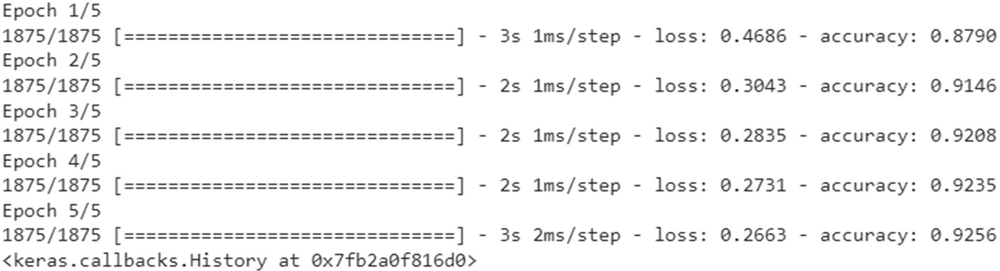 Epoch 1/5
1875/1875 [==============================] - 3s 1ms/step - loss: 0.4686 - accuracy: 0.8790
Epoch 2/5
1875/1875 [==============================] - 2s 1ms/step - loss: 0.3043 - accuracy: 0.9146
Epoch 3/5
1875/1875 [==============================] - 2s 1ms/step - loss: 0.2835 - accuracy: 0.9208
Epoch 4/5
1875/1875 [==============================] - 2s 1ms/step - loss: 0.2731 - accuracy: 0.9235
Epoch 5/5
1875/1875 [==============================] - 3s 2ms/step - loss: 0.2663 - accuracy: 0.9256
<keras.callbacks.History at 0x7fb2a0f816d0>